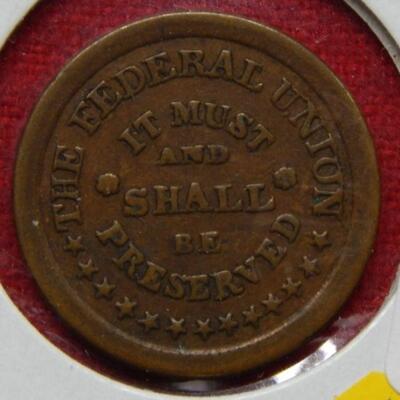 THE FEDERAL UNION
IT MUST
AND
SHALL
BE
PRESERVED